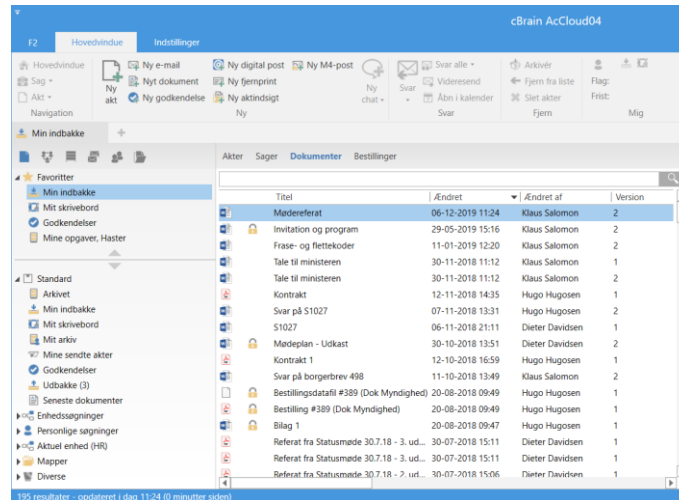 cBrain AcCloud04
F2 Hovedvindue Indstillinger
Hovedvindue
Sag
Akt
Navigation
Ny akt
Ny e-mail
Nyt dokument
Ny godkendelse
Ny digital post
Ny fjernprint
Ny aktindsigt
Ny M4-post
Ny chat
Ny
Svar
Svar alle
Videresend
Åbn i kalender
Svar
Arkivér
Fjern fra liste
Slet akter
Fjern
Flag:
Frist:
Mig
Min indbakke
Akter Sager Dokumenter Bestillinger
Favoritter
Min indbakke
Mit skrivebord
Godkendelser
Mine opgaver, Haster
Standard
Arkivet
Min indbakke
Mit skrivebord
Mit arkiv
Mine sendte akter
Godkendelser
Udbakke (3)
Seneste dokumenter
Enhedssøgninger
Personlige søgninger
Aktuel enhed (HR)
Mapper
Diverse
Titel Ændret Ændret af Version
Mødereferat 06-12-2019 11:24 Klaus Salomon 2
Invitation og program 29-05-2019 15:16 Klaus Salomon 2
Frase- og flettekoder 11-01-2019 12:20 Klaus Salomon 2
Tale til ministeren 30-11-2018 11:12 Klaus Salomon 1
Tale til ministeren 30-11-2018 11:12 Klaus Salomon 2
Kontrakt 12-11-2018 14:35 Hugo Hugosen 1
Svar på S1027 07-11-2018 13:31 Hugo Hugosen 2
S1027 06-11-2018 21:11 Dieter Davidsen 1
Mødeplan - Udkast 30-10-2018 13:51 Dieter Davidsen 2
Kontrakt 1 12-10-2018 16:59 Hugo Hugosen 1
Svar på borgerbrev 498 11-10-2018 13:49 Klaus Salomon 2
Bestillingsdatafil #389 (Dok Myndighed) 20-08-2018 09:49 Hugo Hugosen 1
Bestilling #389 (Dok Myndighed) 20-08-2018 09:49 Hugo Hugosen 1
Bilag 1 20-08-2018 09:47 Hugo Hugosen 1
Referat fra Statusmøde 30.7.18 - 3. ud... 30-07-2018 15:11 Dieter Davidsen 1
Referat fra Statusmøde 30.7.18 - 3. ud... 30-07-2018 15:11 Dieter Davidsen 1
Referat fra Statusmøde 30.7.18 - 2. ud... 30-07-2018 15:06 Dieter Davidsen 1
195 resultater - opdateret i dag 11:24 (0 minutter siden)